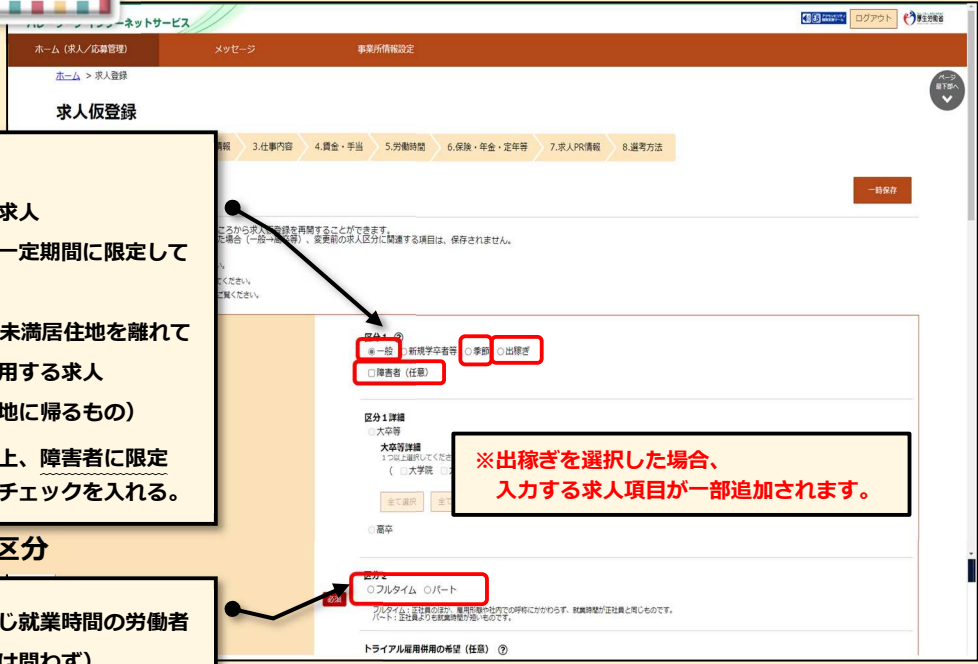 ネットサービス
ログアウト
厚生労働省
ホーム（求人／応募管理）
メッセージ
事業所情報設定
ホーム > 求人登録
ページ
最下部へ
求人仮登録
3.仕事内容
4.賃金・手当
5.労働時間
6.保険・年金・定年等
7.求人PR情報
8.選考方法
一時保存
求人
一定期間に限定して
未満居住地を離れて
用する求人
地に帰るもの）
上、障害者に限定
チェックを入れる。
ころから求人仮登録を再開することができます。
た場合（一般→高卒等）、変更前の求人区分に関連する項目は、保存されません。
い。
てください。
ご覧ください。
区分1
一般
新規学卒者等
季節
出稼ぎ
障害者（任意）
区分1詳細
大卒等
大卒等詳細
1つ以上選択してくださ
（ 大学院
全て選択
全て
高卒
※出稼ぎを選択した場合、
入力する求人項目が一部追加されます。
区分
必須
区分2
フルタイム
パート
フルタイム：正社員のほか、雇用形態や社内での呼称にかかわらず、就業時間が正社員と同じものです。
パート：正社員よりも就業時間が短いものです。
じ就業時間の労働者
は問わず）
トライアル雇用併用の希望（任意）